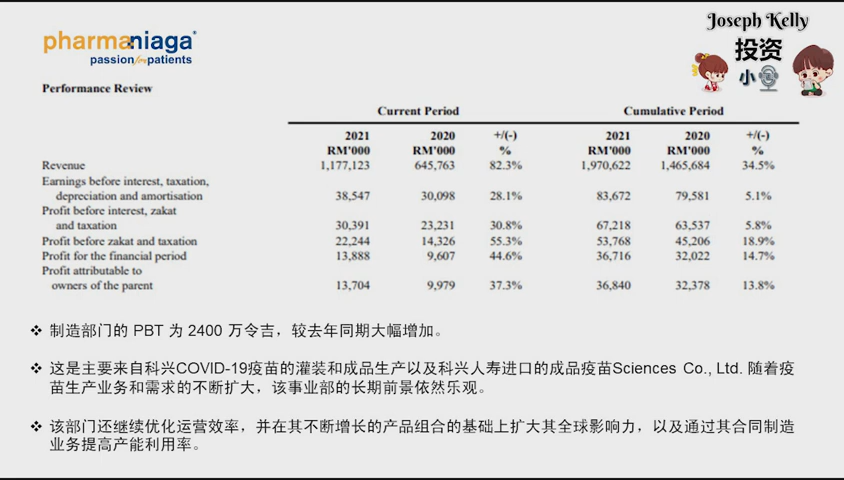 pharmaniaga
passion for patients
Joseph Kelly
投资
小
Performance Review
Current Period Cumulative Period
2021 2020 +/(-) 2021 2020 +/(-)
RM'000 RM'000 % RM'000 RM'000 %
Revenue 1,177,123 645,763 82.3% 1,970,622 1,465,684 34.5%
Earnings before interest, taxation,
depreciation and amortisation 38,547 30,098 28.1% 83,672 79,581 5.1%
Profit before interest, zakat
and taxation 30,391 23,231 30.8% 67,218 63,537 5.8%
Profit before zakat and taxation 22,244 14,326 55.3% 53,768 45,206 18.9%
Profit for the financial period 13,888 9,607 44.6% 36,716 32,022 14.7%
Profit attributable to
owners of the parent 13,704 9,979 37.3% 36,840 32,378 13.8%
❖ 制造部门的 PBT 为 2400 万令吉，较去年同期大幅增加。
❖ 这是主要来自科兴COVID-19疫苗的灌装和成品生产以及科兴人寿进口的成品疫苗Sciences Co., Ltd. 随着疫
苗生产业务和需求的不断扩大，该事业部的长期前景依然乐观。
❖ 该部门还继续优化运营效率，并在其不断增长的产品组合的基础上扩大其全球影响力，以及通过其合同制造
业务提高产能利用率。